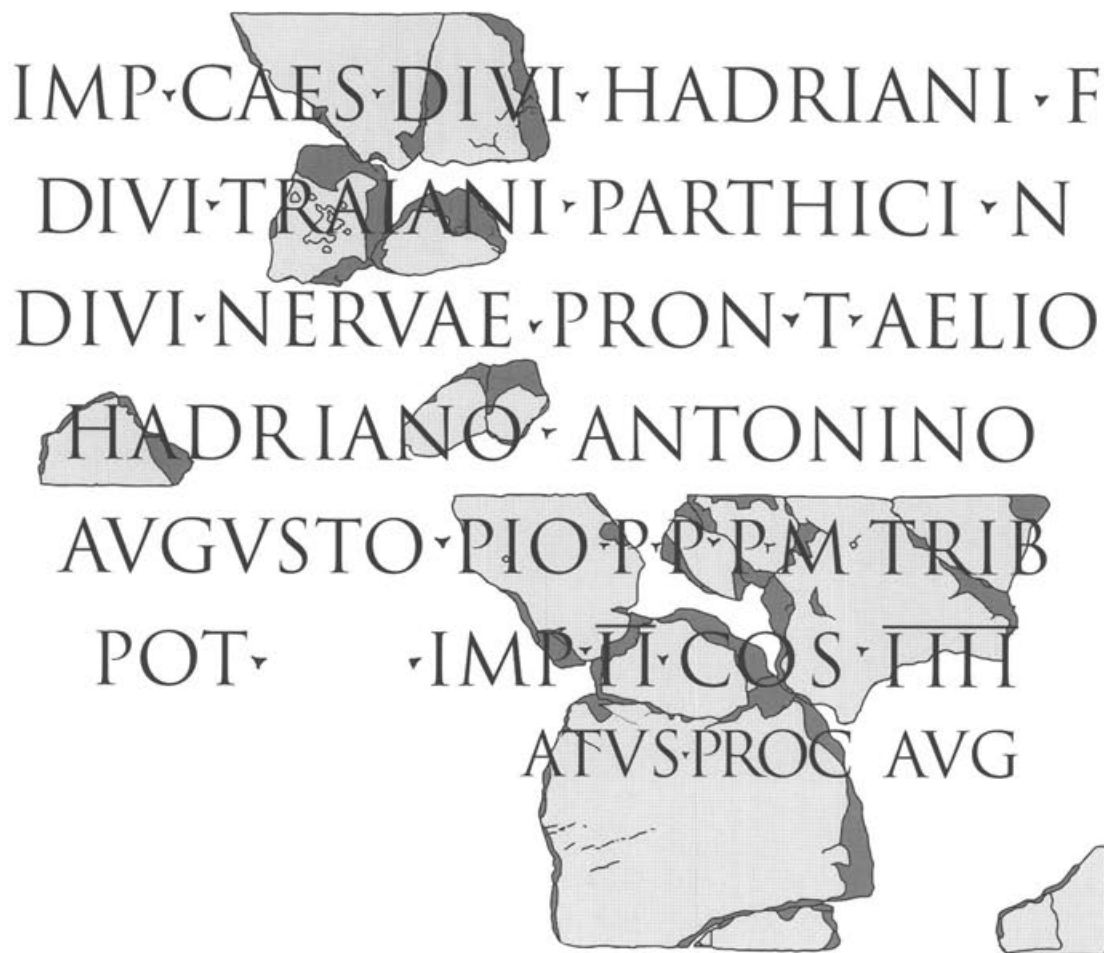 IMP·CAES·DIVI·HADRIANI·F
DIVI·TRAIANI·PARTHICI·N
DIVI·NERVAE·PRON·T·AELIO
HADRIANO·ANTONINO
AVGVSTO·PIO·P·P·P·M·TRIB
POT· ·IMP·II·COS·IIII
ATVS·PROC AVG